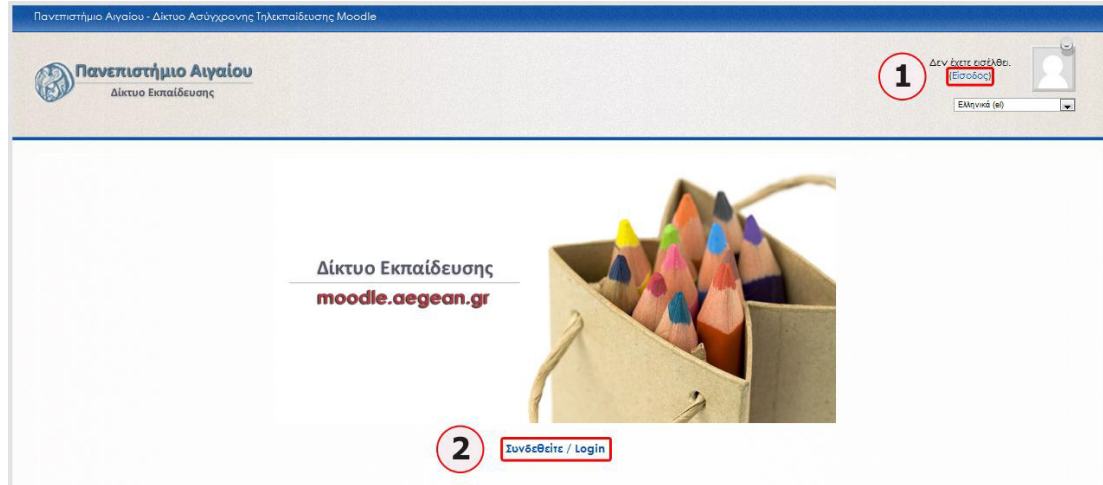 Πανεπιστήμιο Αιγαίου - Δίκτυο Ασύγχρονης Τηλεκπαίδευσης Moodle
Πανεπιστήμιο Αιγαίου
Δίκτυο Εκπαίδευσης
1
Δεν έχετε εισέλθει.
(Είσοδος)
Ελληνικά (el)
Δίκτυο Εκπαίδευσης
moodle.aegean.gr
2
Συνδεθείτε / Login